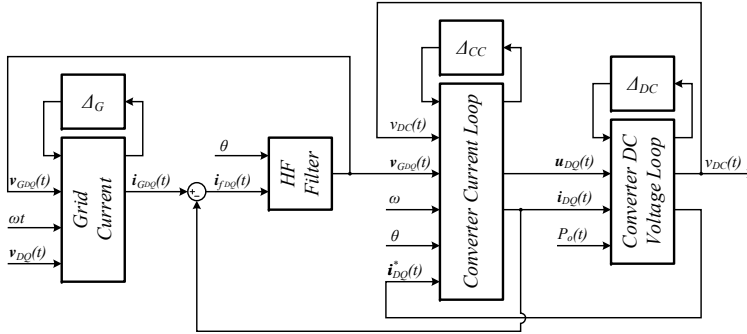 Δ_G
v_GDQ(t)
ωt
v_DQ(t)
Grid
Current
i_GDQ(t)
+
-
θ
i_fDQ(t)
HF
Filter
Δ_CC
v_DC(t)
v_GDQ(t)
ω
θ
i*_DQ(t)
Converter Current Loop
u_DQ(t)
i_DQ(t)
P_o(t)
Δ_DC
Converter DC
Voltage Loop
v_DC(t)